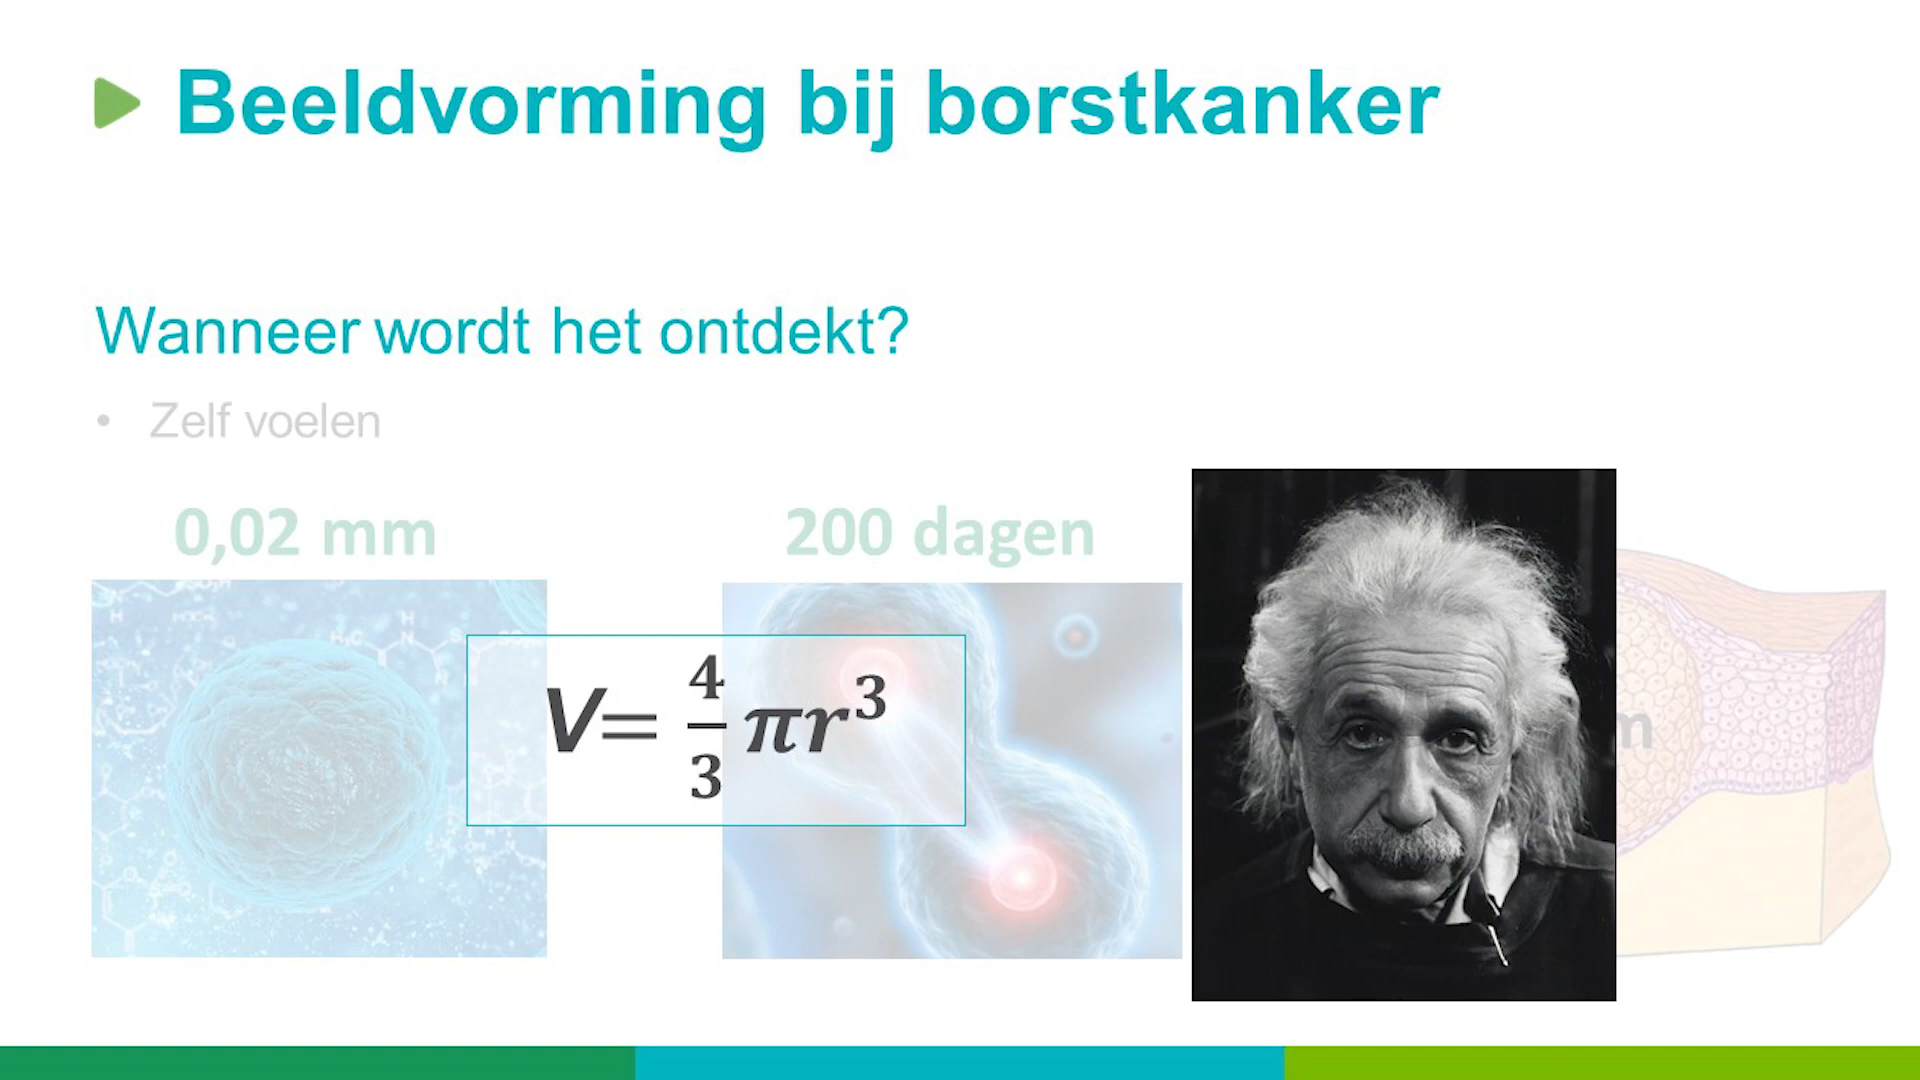 Beeldvorming bij borstkanker
Wanneer wordt het ontdekt?
• Zelf voelen
0,02 mm
200 dagen
V= 4/3 πr³